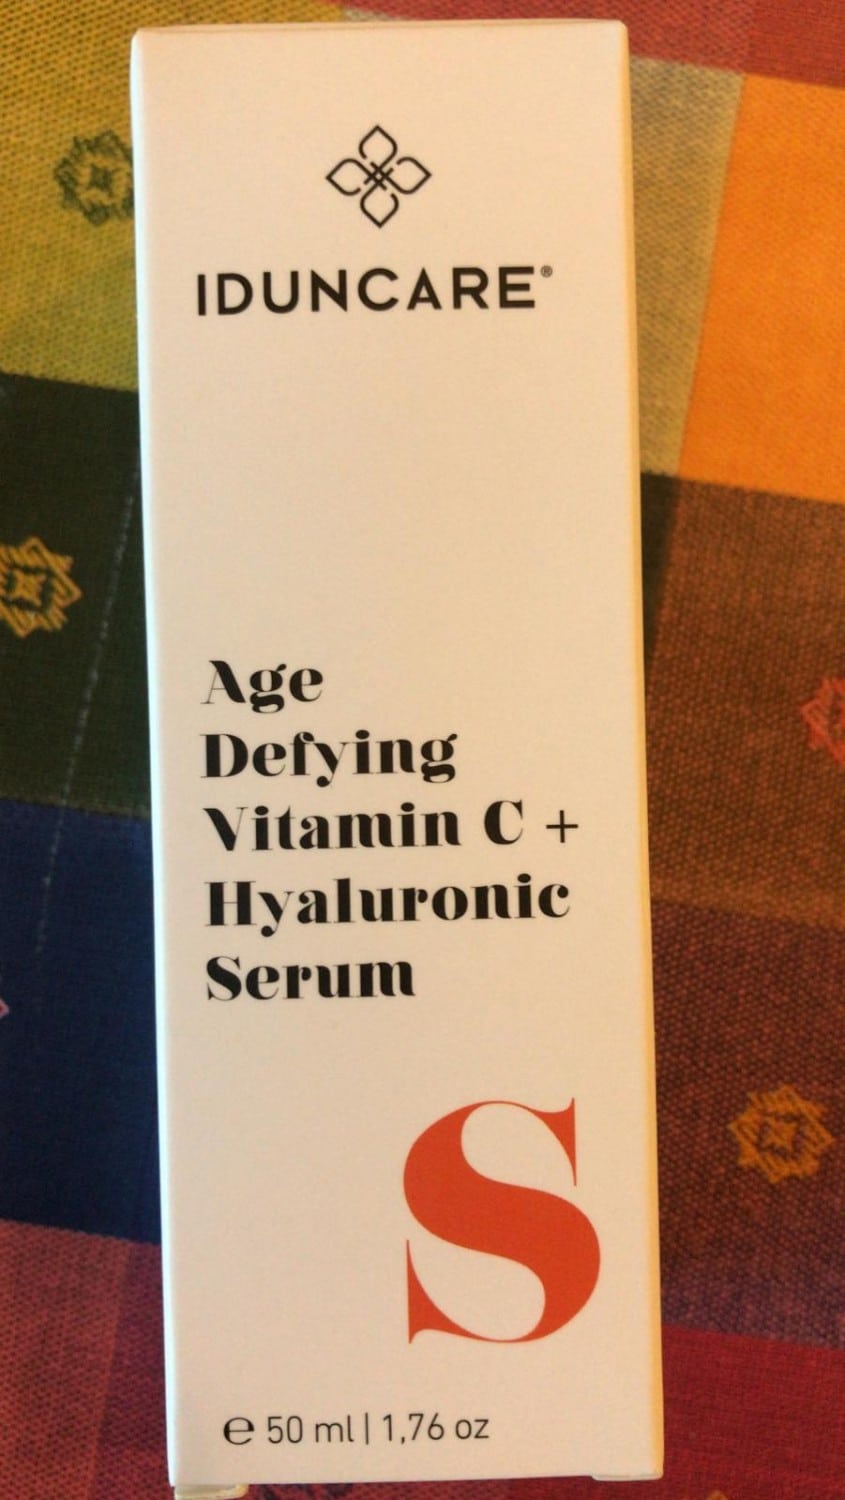 IDUNCARE®
Age
Defying
Vitamin C +
Hyaluronic
Serum
S
℮ 50 ml | 1,76 oz